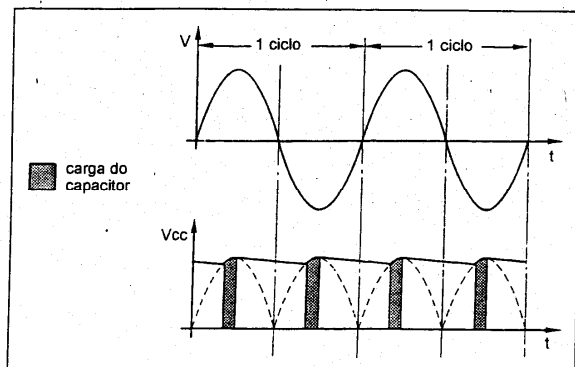 V
1 ciclo
1 ciclo
t
carga do
capacitor
Vcc
t